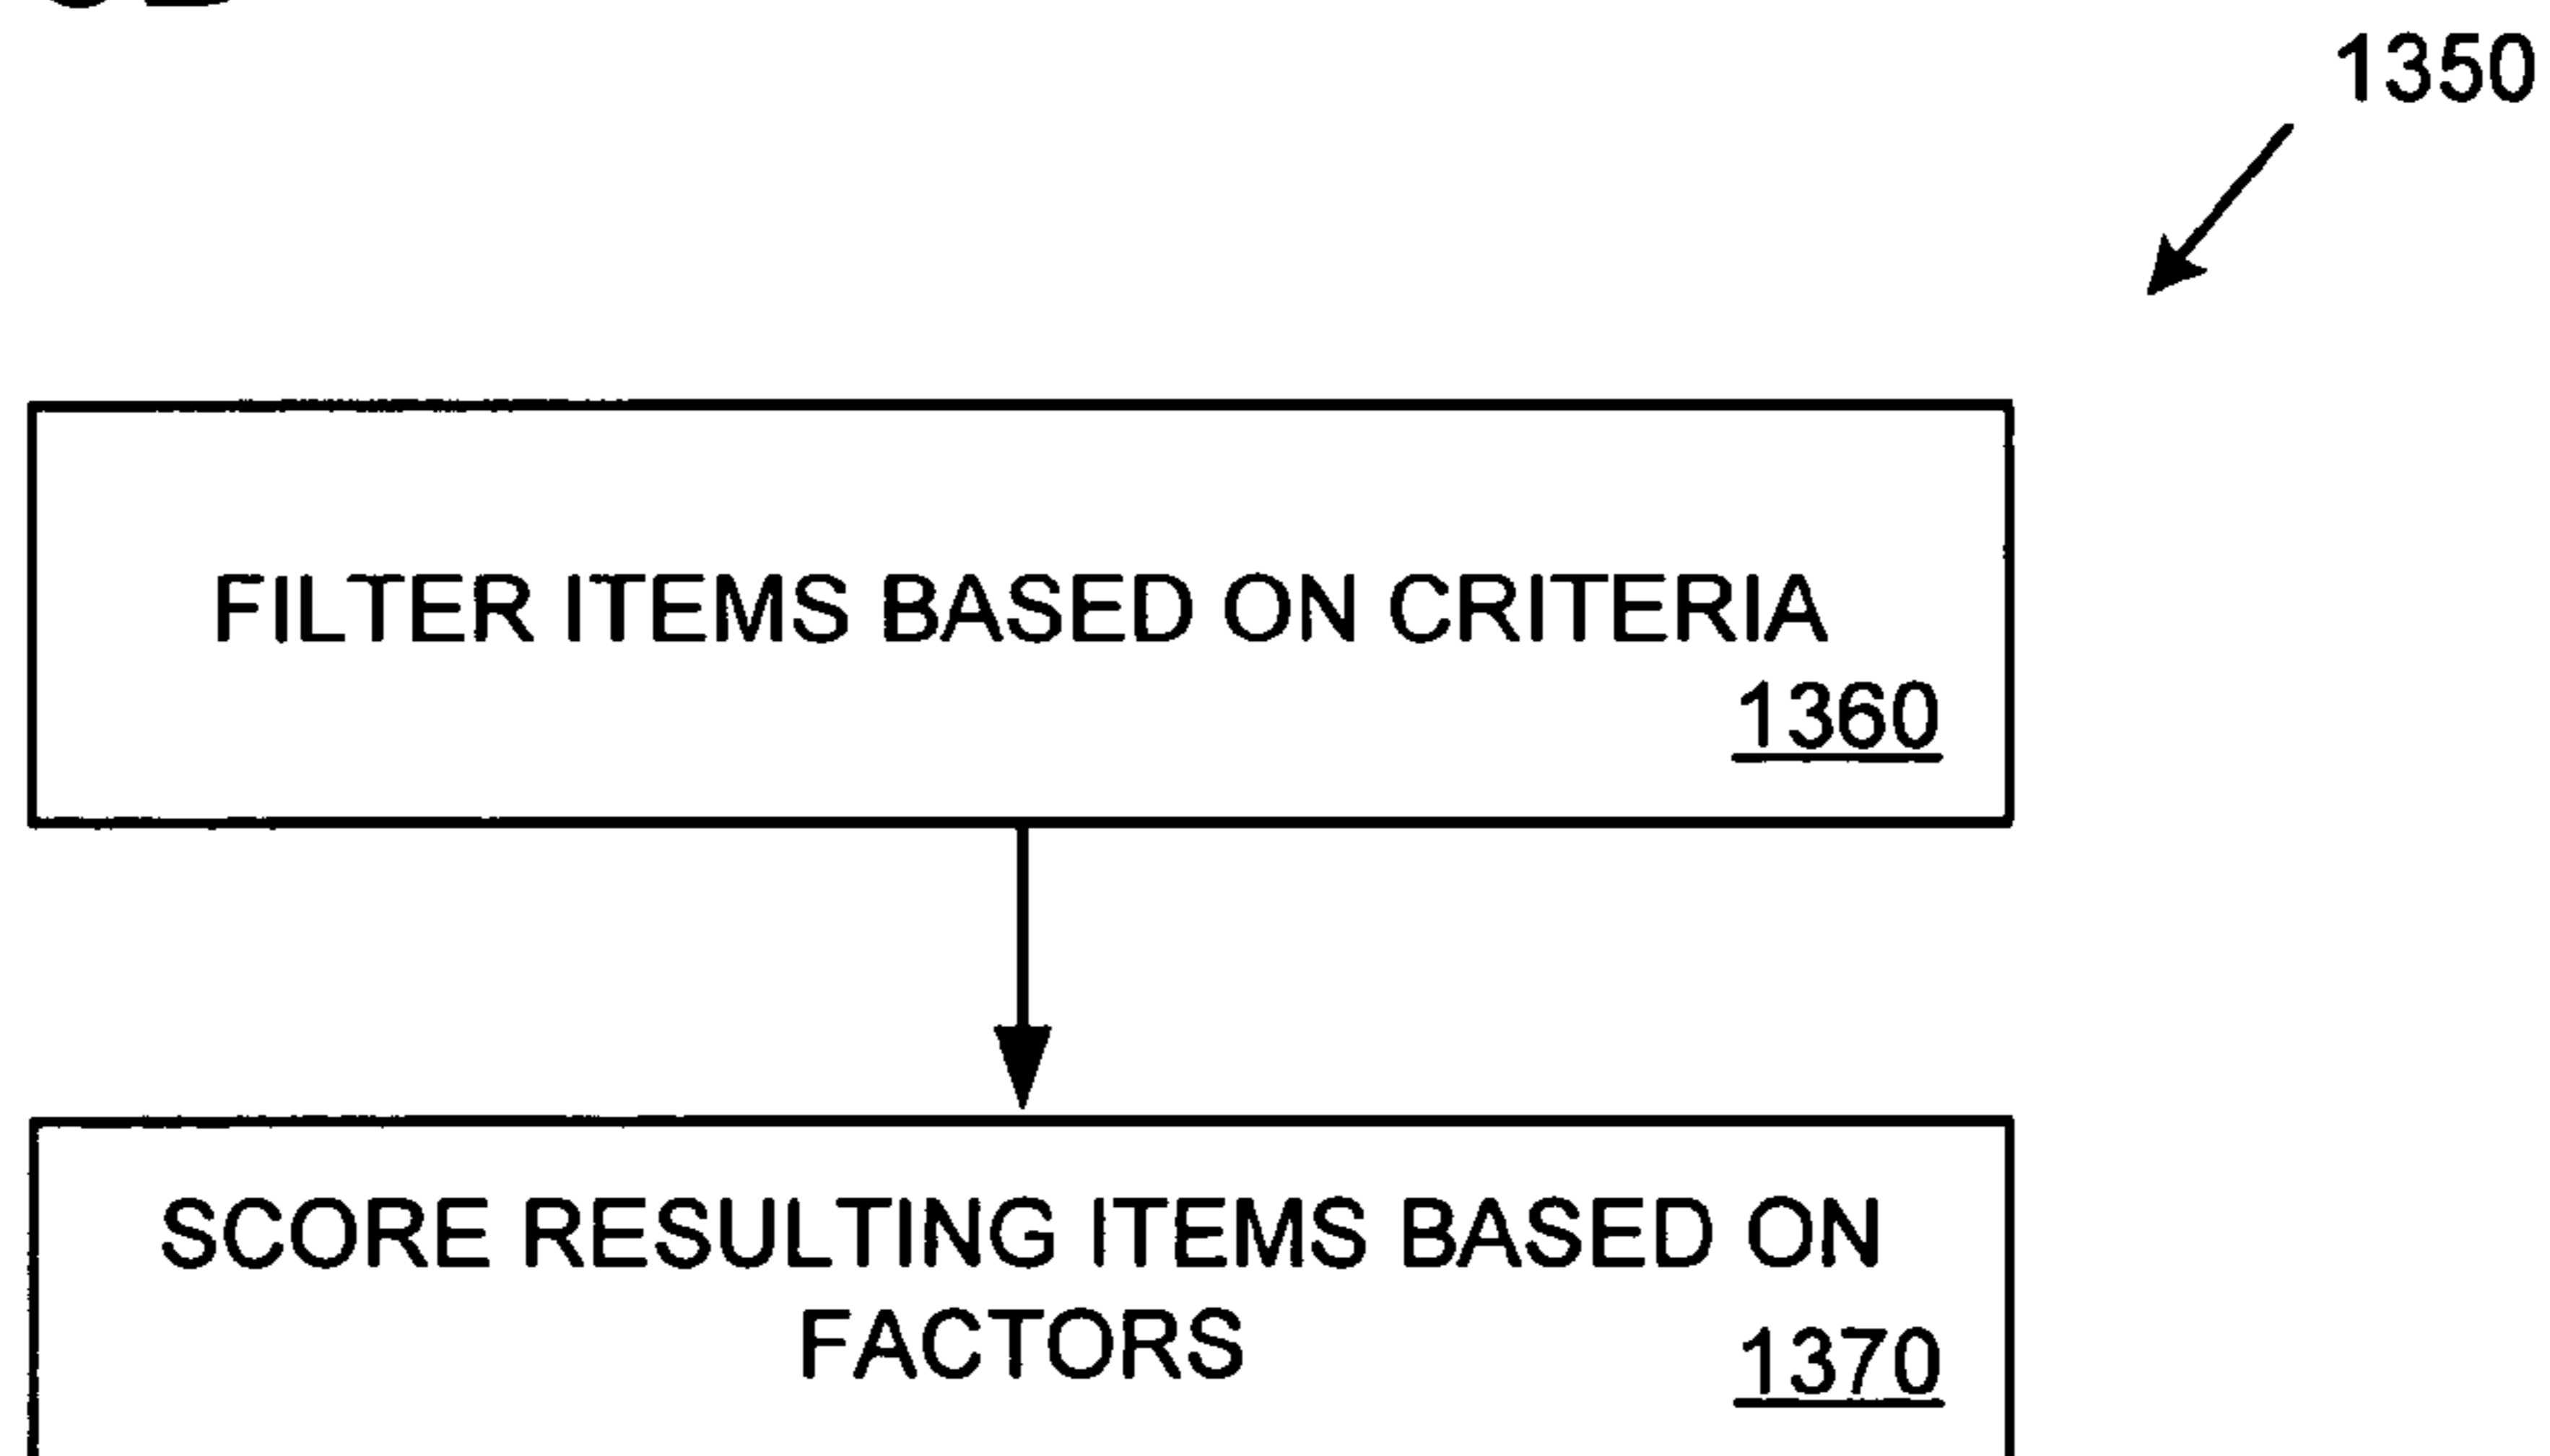 1350
FILTER ITEMS BASED ON CRITERIA
1360
SCORE RESULTING ITEMS BASED ON
FACTORS
1370